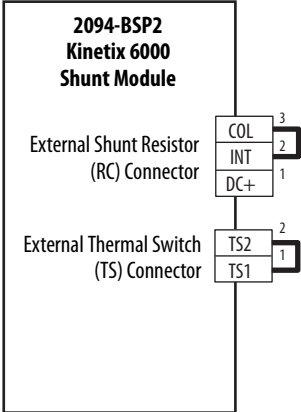 2094-BSP2
Kinetix 6000
Shunt Module
External Shunt Resistor
(RC) Connector
COL 3
INT 2
DC+ 1
External Thermal Switch
(TS) Connector
TS2 2
TS1 1